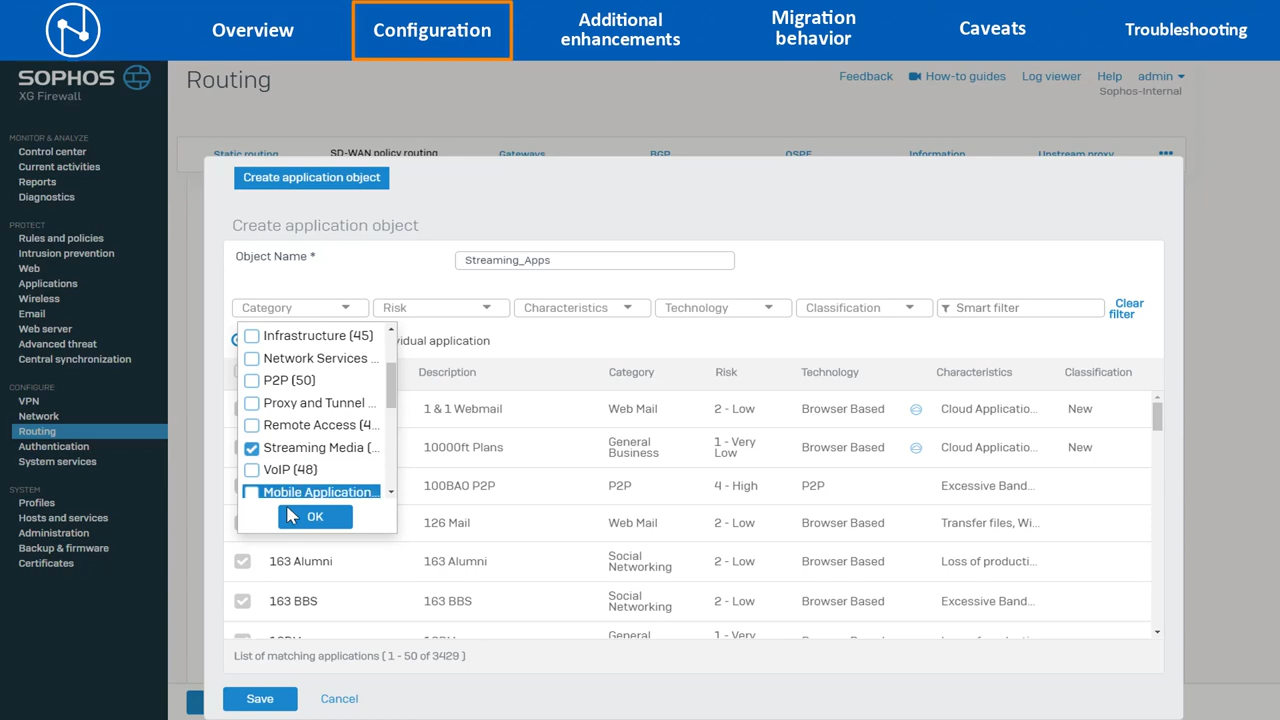 Overview
Configuration
Additional
enhancements
Migration
behavior
Caveats
Troubleshooting
SOPHOS
XG Firewall
Routing
Feedback
How-to guides
Log viewer
Help
admin
Sophos-Internal
MONITOR & ANALYZE
Control center
Current activities
Reports
Diagnostics
PROTECT
Rules and policies
Intrusion prevention
Web
Applications
Wireless
Email
Web server
Advanced threat
Central synchronization
CONFIGURE
VPN
Network
Routing
Authentication
System services
SYSTEM
Profiles
Hosts and services
Administration
Backup & firmware
Certificates
Static routing
SD-WAN policy routing
Gateways
BGP
OSPF
Information
Upstream proxy
•••
Create application object
Create application object
Object Name *
Streaming_Apps
Category
Risk
Characteristics
Technology
Classification
Smart filter
Clear
filter
Infrastructure (45)
Network Services ...
P2P (50)
Proxy and Tunnel ...
Remote Access (4...
Streaming Media (...
VoIP (48)
Mobile Application...
OK
vidual application
Description
Category
Risk
Technology
Characteristics
Classification
1 & 1 Webmail
Web Mail
2 - Low
Browser Based
Cloud Applicatio...
New
10000ft Plans
General
Business
1 - Very
Low
Browser Based
Cloud Applicatio...
New
100BAO P2P
P2P
4 - High
P2P
Excessive Band...
126 Mail
Web Mail
2 - Low
Browser Based
Transfer files, Wi...
163 Alumni
163 Alumni
Social
Networking
2 - Low
Browser Based
Loss of producti...
163 BBS
163 BBS
Social
Networking
2 - Low
Browser Based
Excessive Band...
General
1 - Very
List of matching applications ( 1 - 50 of 3429 )
Save
Cancel